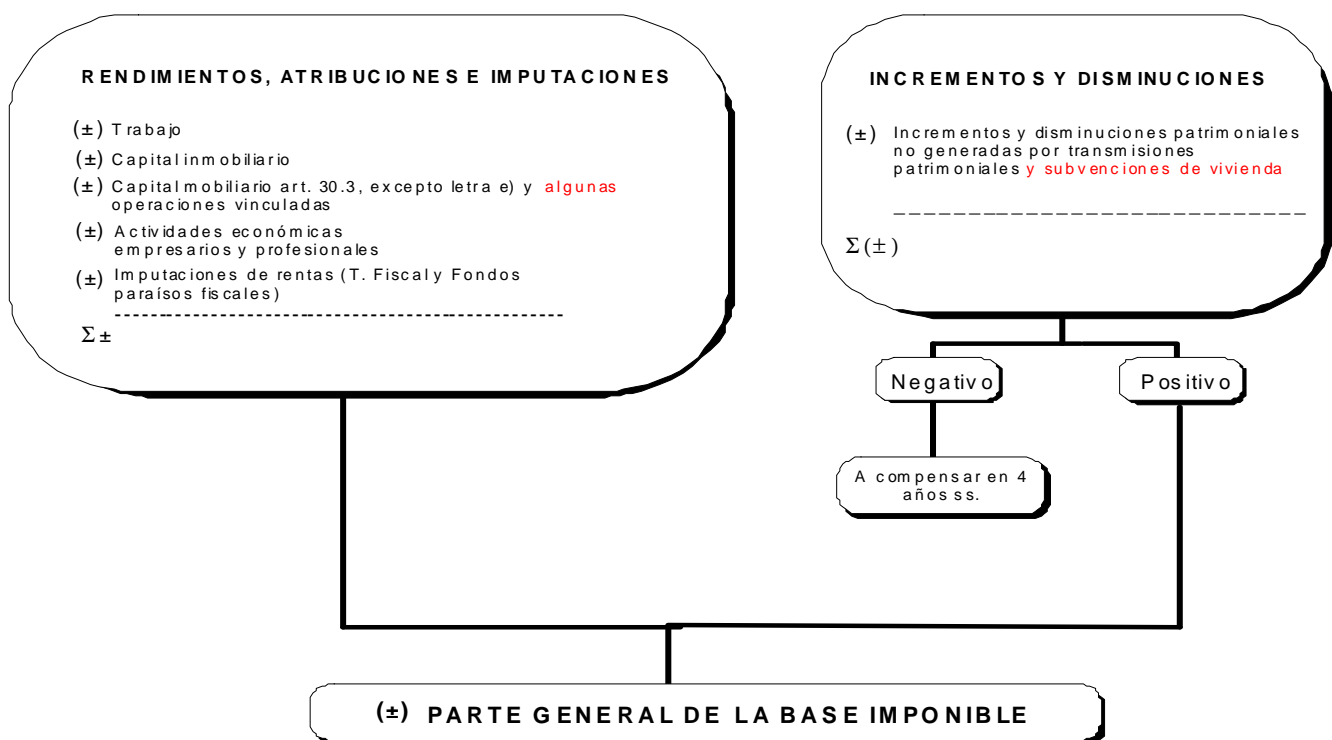 RENDIMIENTOS, ATRIBUCIONES E IMPUTACIONES
(±) Trabajo
(±) Capital inmobiliario
(±) Capital mobiliario art. 30.3, excepto letra e) y algunas
operaciones vinculadas
(±) Actividades económicas
empresarios y profesionales
(±) Imputaciones de rentas (T. Fiscal y Fondos
paraísos fiscales)
Σ ±
INCREMENTOS Y DISMINUCIONES
(±) Incrementos y disminuciones patrimoniales
no generadas por transmisiones
patrimoniales y subvenciones de vivienda
Σ (±)
Negativo
Positivo
A compensar en 4
años ss.
(±) PARTE GENERAL DE LA BASE IMPONIBLE